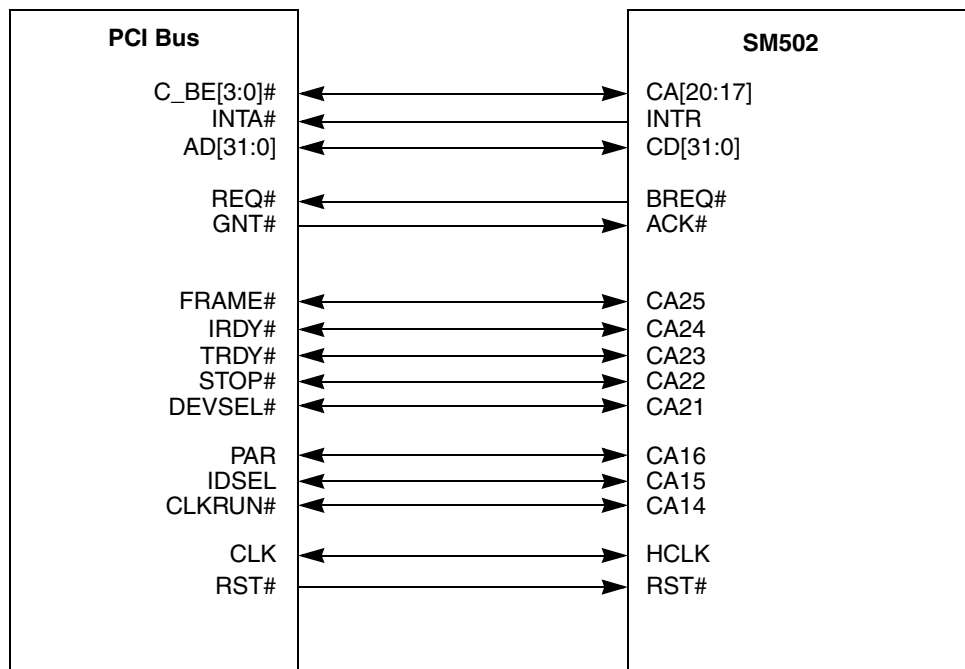 PCI Bus
SM502
C_BE[3:0]# CA[20:17]
INTA# INTR
AD[31:0] CD[31:0]
REQ# BREQ#
GNT# ACK#
FRAME# CA25
IRDY# CA24
TRDY# CA23
STOP# CA22
DEVSEL# CA21
PAR CA16
IDSEL CA15
CLKRUN# CA14
CLK HCLK
RST# RST#